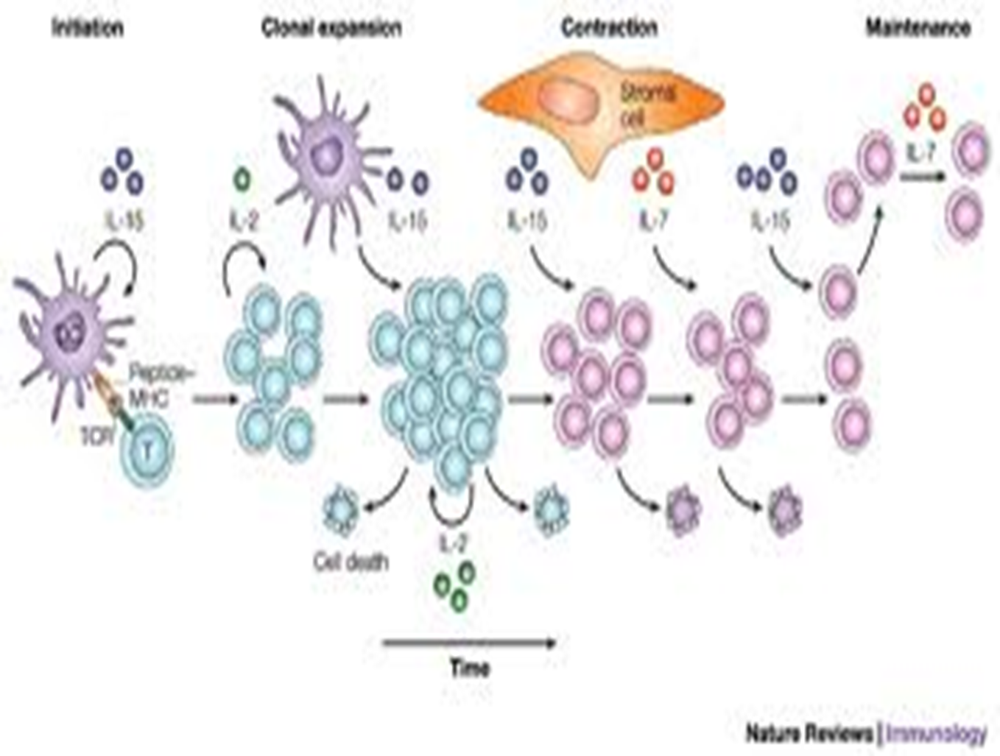 Initiation
Clonal expansion
Contraction
Maintenance
Stromal
cell
IL-15
IL-2
IL-15
IL-15
IL-7
IL-15
IL-7
Peptide–
MHC
TCR
T
Cell death
IL-2
Time
Nature Reviews | Immunology